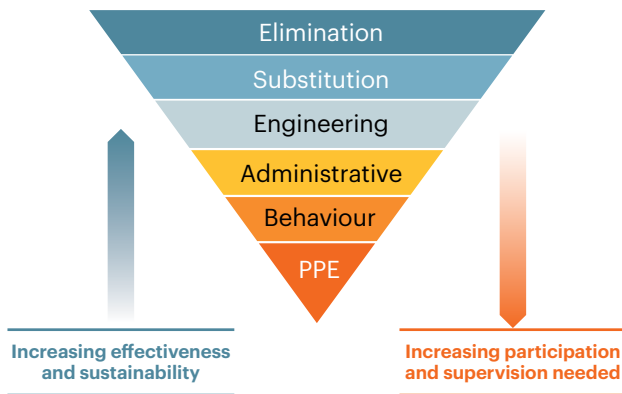 Elimination
Substitution
Engineering
Administrative
Behaviour
PPE
Increasing effectiveness
and sustainability
Increasing participation
and supervision needed